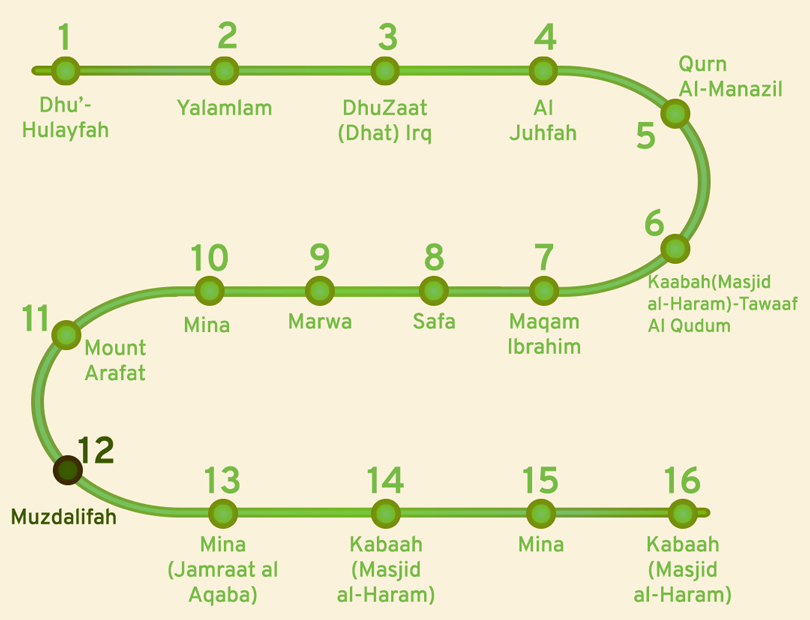 1
Dhu'-
Hulayfah
2
Yalamlam
3
DhuZaat
(Dhat) Irq
4
Al
Juhfah
Qurn
Al-Manazil
5
6
Kaabah(Masjid
al-Haram)-Tawaaf
Al Qudum
7
Maqam
Ibrahim
8
Safa
9
Marwa
10
Mina
11
Mount
Arafat
12
Muzdalifah
13
Mina
(Jamraat al
Aqaba)
14
Kabaah
(Masjid
al-Haram)
15
Mina
16
Kabaah
(Masjid
al-Haram)